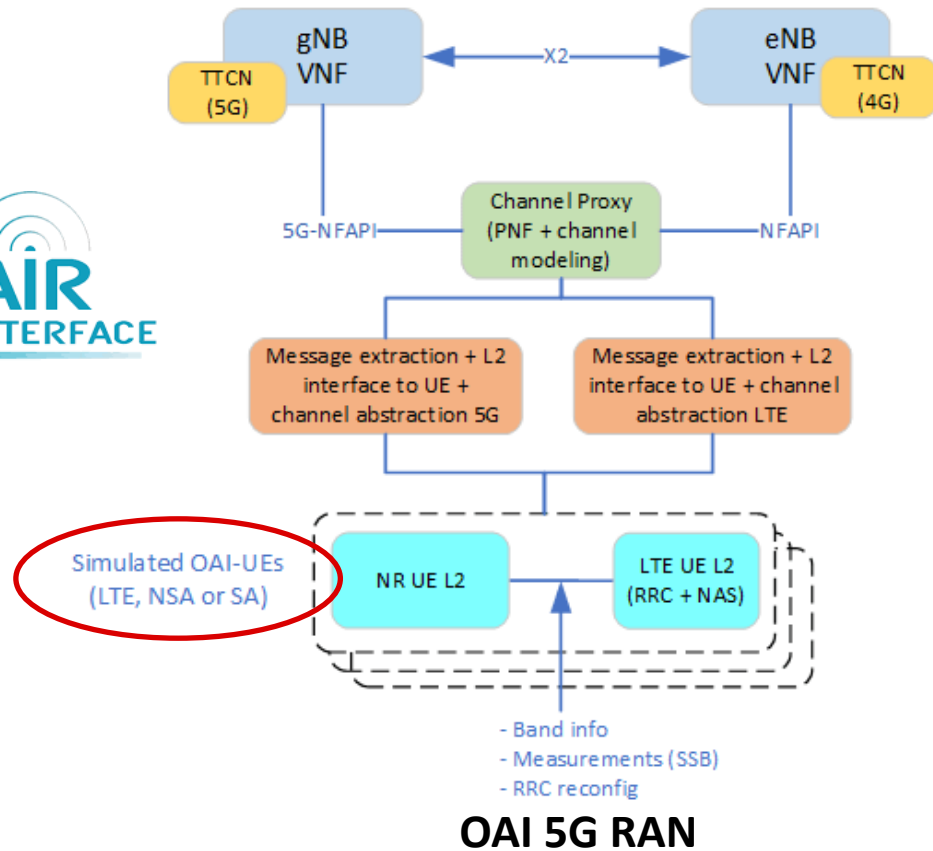 gNB
VNF
TTCN
(5G)
X2
eNB
VNF
TTCN
(4G)
5G-NFAPI
Channel Proxy
(PNF + channel
modeling)
NFAPI
AIR
TERFACE
Message extraction + L2
interface to UE +
channel abstraction 5G
Message extraction + L2
interface to UE + channel
abstraction LTE
Simulated OAI-UEs
(LTE, NSA or SA)
NR UE L2
LTE UE L2
(RRC + NAS)
- Band info
- Measurements (SSB)
- RRC reconfig
OAI 5G RAN